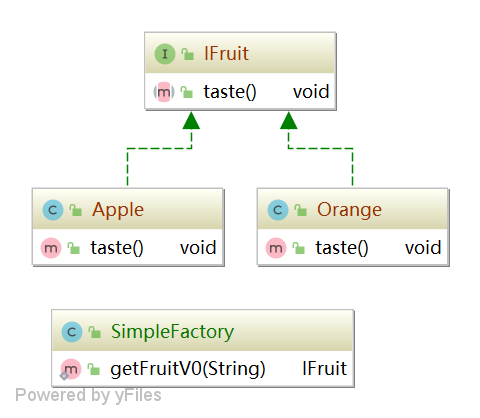 I IFruit
m taste() void
C Apple
m taste() void
C Orange
m taste() void
C SimpleFactory
m getFruitV0(String) IFruit
Powered by yFiles